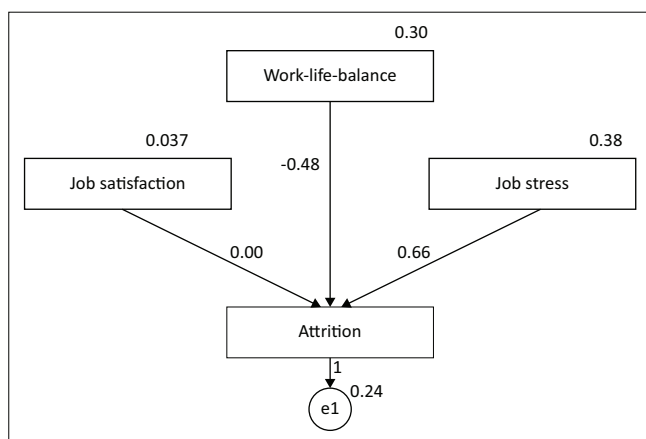 0.30
Work-life-balance
0.037
Job satisfaction
-0.48
0.38
Job stress
0.00
0.66
Attrition
1
0.24
e1